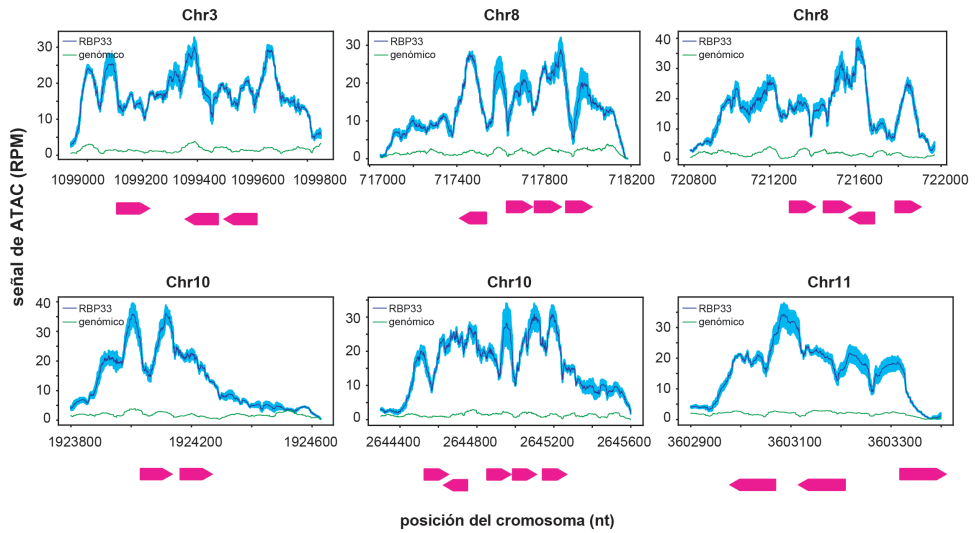 Chr3
Chr8
Chr8
RBP33
genómico
30
20
10
0
1099000
1099200
1099400
1099600
1099800
RBP33
genómico
30
20
10
0
717000
717400
717800
718200
RBP33
genómico
40
30
20
10
0
720800
721200
721400
721600
722000
señal de ATAC (RPM)
Chr10
Chr10
Chr11
RBP33
genómico
40
30
20
10
0
1923800
1924200
1924600
RBP33
genómico
30
20
10
0
2644400
2644800
2645200
2645600
RBP33
genómico
30
20
10
0
3602900
3603100
3603300
posición del cromosoma (nt)